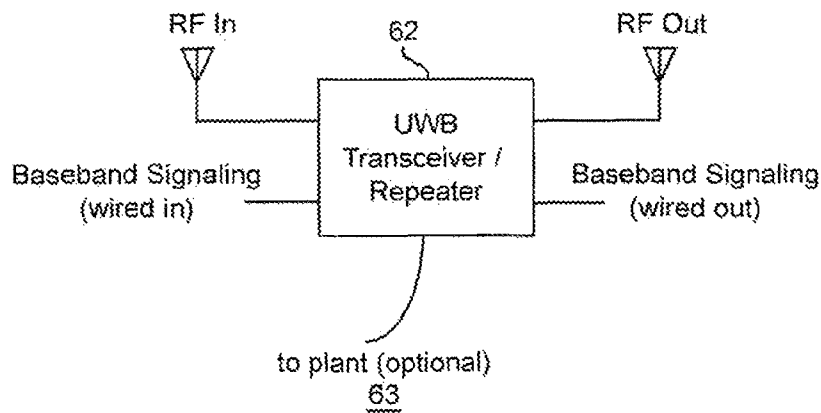 RF In
62
RF Out
UWB
Transceiver /
Repeater
Baseband Signaling
(wired in)
Baseband Signaling
(wired out)
to plant (optional)
63